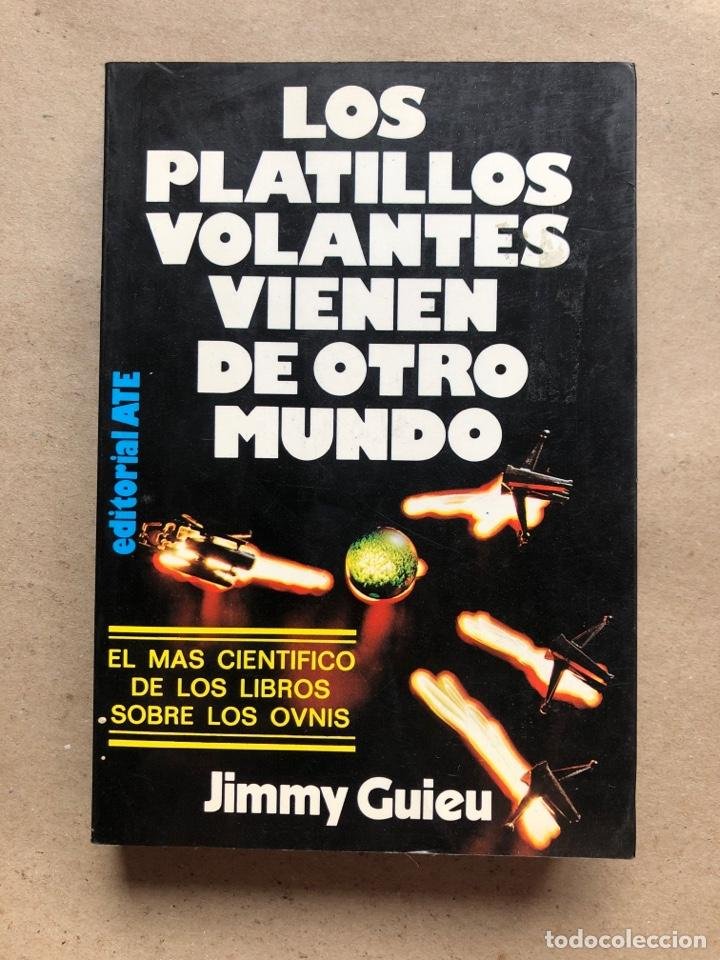 LOS
PLATILLOS
VOLANTES
VIENEN
DE OTRO
MUNDO
editorial ATE
EL MAS CIENTIFICO
DE LOS LIBROS
SOBRE LOS OVNIS
Jimmy Guieu
todocoleccion